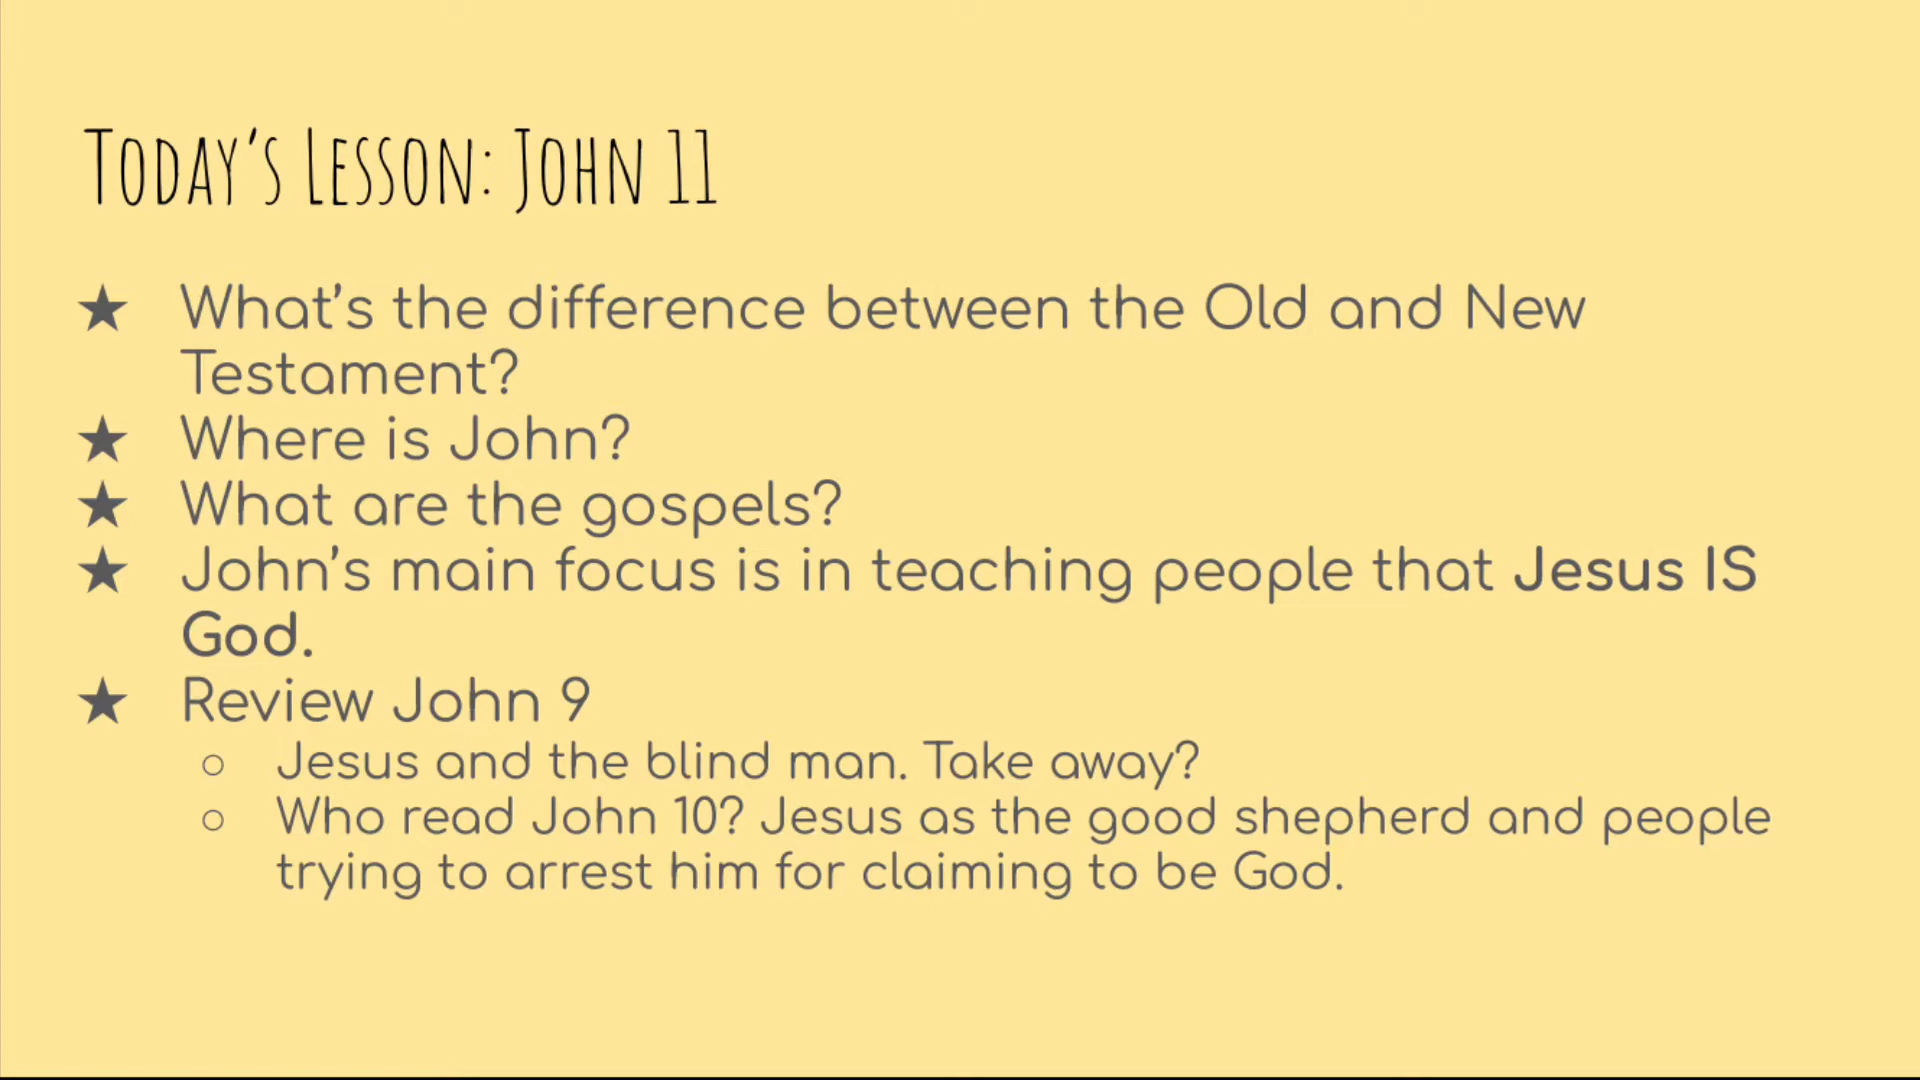 Today's Lesson: John 11
★ What's the difference between the Old and New
Testament?
★ Where is John?
★ What are the gospels?
★ John's main focus is in teaching people that Jesus IS
God.
★ Review John 9
○ Jesus and the blind man. Take away?
○ Who read John 10? Jesus as the good shepherd and people
trying to arrest him for claiming to be God.